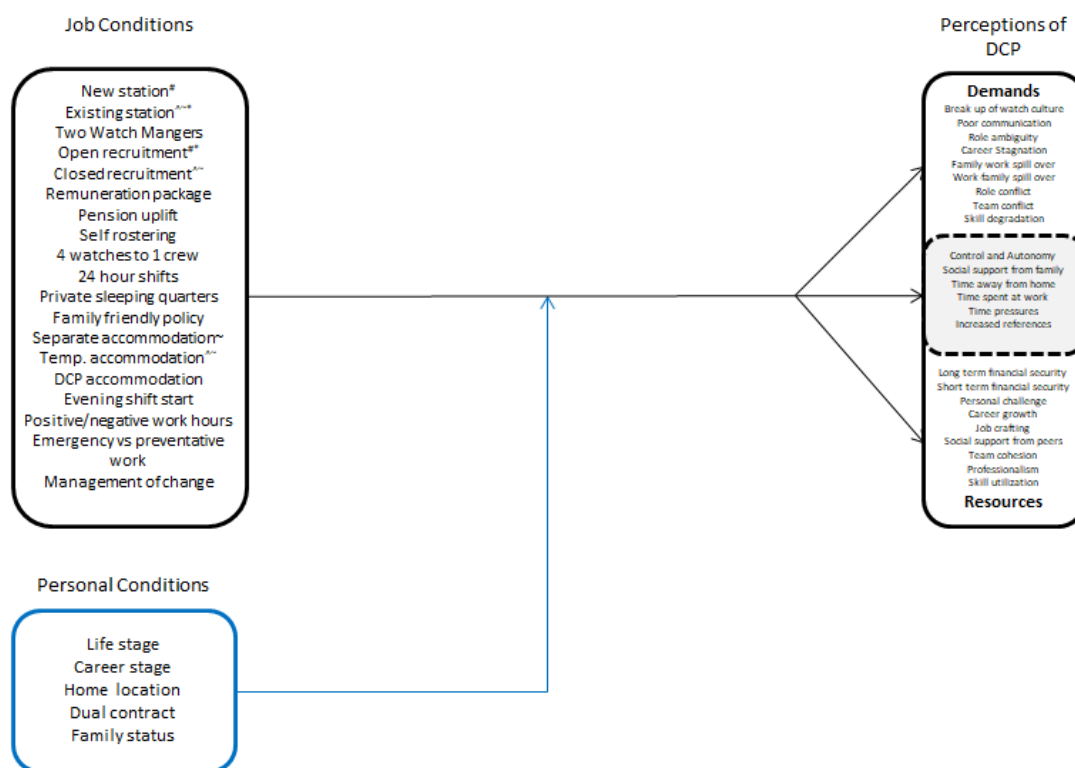 Job Conditions
New station#
Existing station^~*
Two Watch Mangers
Open recruitment#*
Closed recruitment^~
Remuneration package
Pension uplift
Self rostering
4 watches to 1 crew
24 hour shifts
Private sleeping quarters
Family friendly policy
Separate accommodation~
Temp. accommodation^~
DCP accommodation
Evening shift start
Positive/negative work hours
Emergency vs preventative
work
Management of change
Personal Conditions
Life stage
Career stage
Home location
Dual contract
Family status
Perceptions of
DCP
Demands
Break up of watch culture
Poor communication
Role ambiguity
Career Stagnation
Family work spill over
Work family spill over
Role conflict
Team conflict
Skill degradation
Control and Autonomy
Social support from family
Time away from home
Time spent at work
Time pressures
Increased references
Long term financial security
Short term financial security
Personal challenge
Career growth
Job crafting
Social support from peers
Team cohesion
Professionalism
Skill utilization
Resources